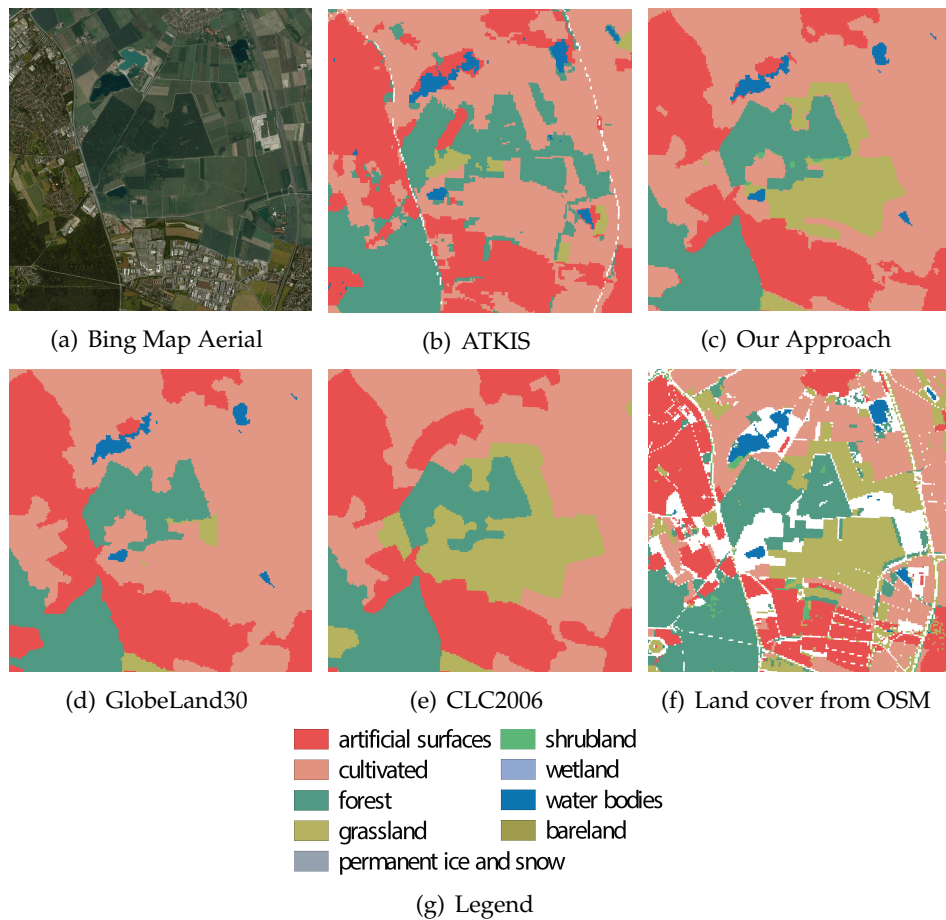 (a) Bing Map Aerial
(b) ATKIS
(c) Our Approach
(d) GlobeLand30
(e) CLC2006
(f) Land cover from OSM
artificial surfaces
shrubland
cultivated
wetland
forest
water bodies
grassland
bareland
permanent ice and snow
(g) Legend